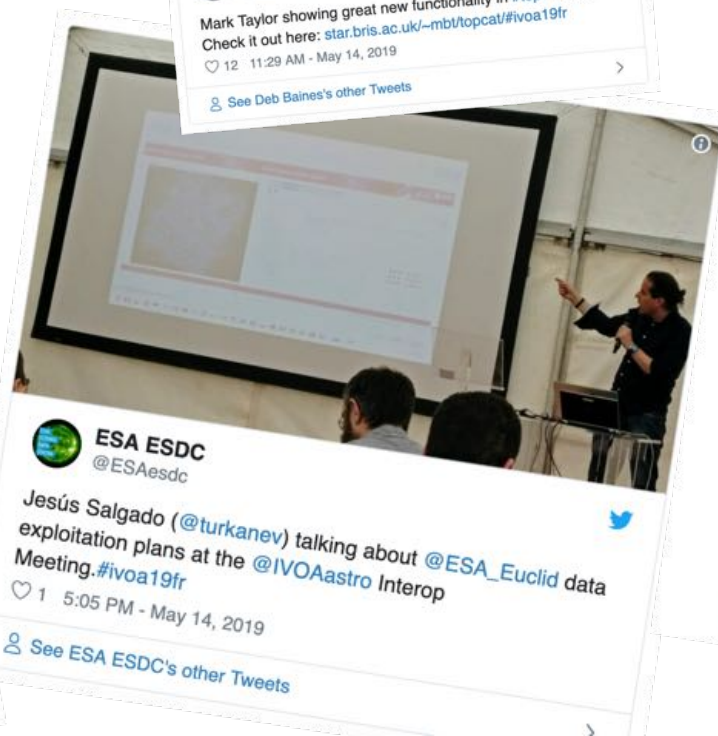 Mark Taylor showing great new functionality in
Check it out here: star.bris.ac.uk/~mbt/topcat/#ivoa19fr
12 11:29 AM - May 14, 2019
See Deb Baines's other Tweets
ESA ESDC
@ESAesdc
Jesús Salgado (@turkanev) talking about @ESA_Euclid data
exploitation plans at the @IVOAastro Interop
Meeting.#ivoa19fr
1 5:05 PM - May 14, 2019
See ESA ESDC's other Tweets